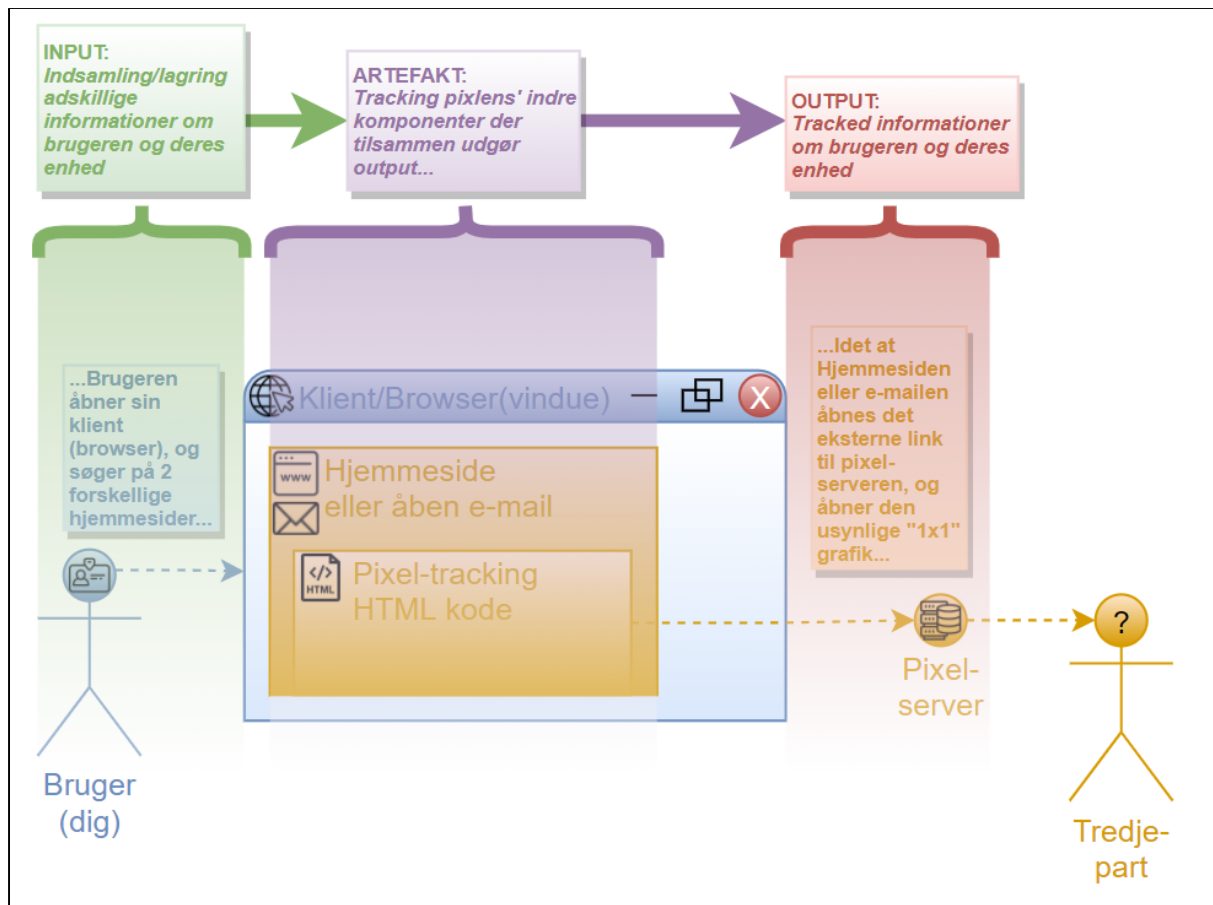 INPUT:
Indsamling/lagring
adskillige
informationer om
brugeren og deres
enhed
ARTEFAKT:
Tracking pixlens' indre
komponenter der
tilsammen udgør
output...
OUTPUT:
Tracked informationer
om brugeren og deres
enhed
...Brugeren
åbner sin
klient
(browser), og
søger på 2
forskellige
hjemmesider...
Klient/Browser(vindue)
X
www
Hjemmeside
eller åben e-mail
</>
HTML
Pixel-tracking
HTML kode
...Idet at
Hjemmesiden
eller e-mailen
åbnes det
eksterne link
til pixel-
serveren, og
åbner den
usynlige "1x1"
grafik...
?
Pixel-
server
Bruger
(dig)
Tredje-
part